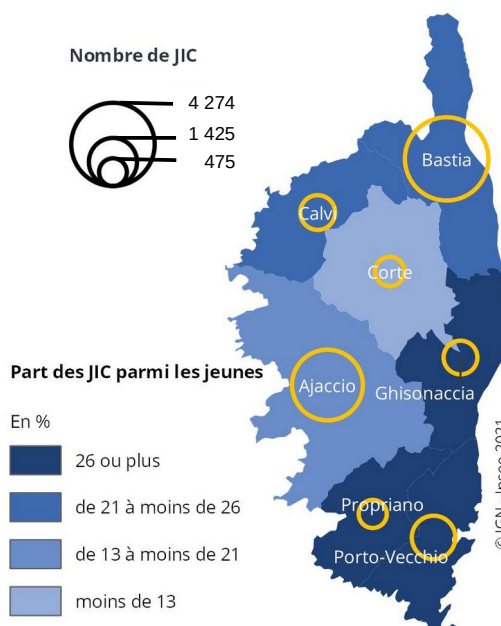 Nombre de JIC
4 274
1 425
475
Bastia
Calvi
Corte
Part des JIC parmi les jeunes
Ajaccio
Ghisonaccia
En %
26 ou plus
de 21 à moins de 26
Propriano
de 13 à moins de 21
Porto-Vecchio
moins de 13
© IGN - Insee 2021